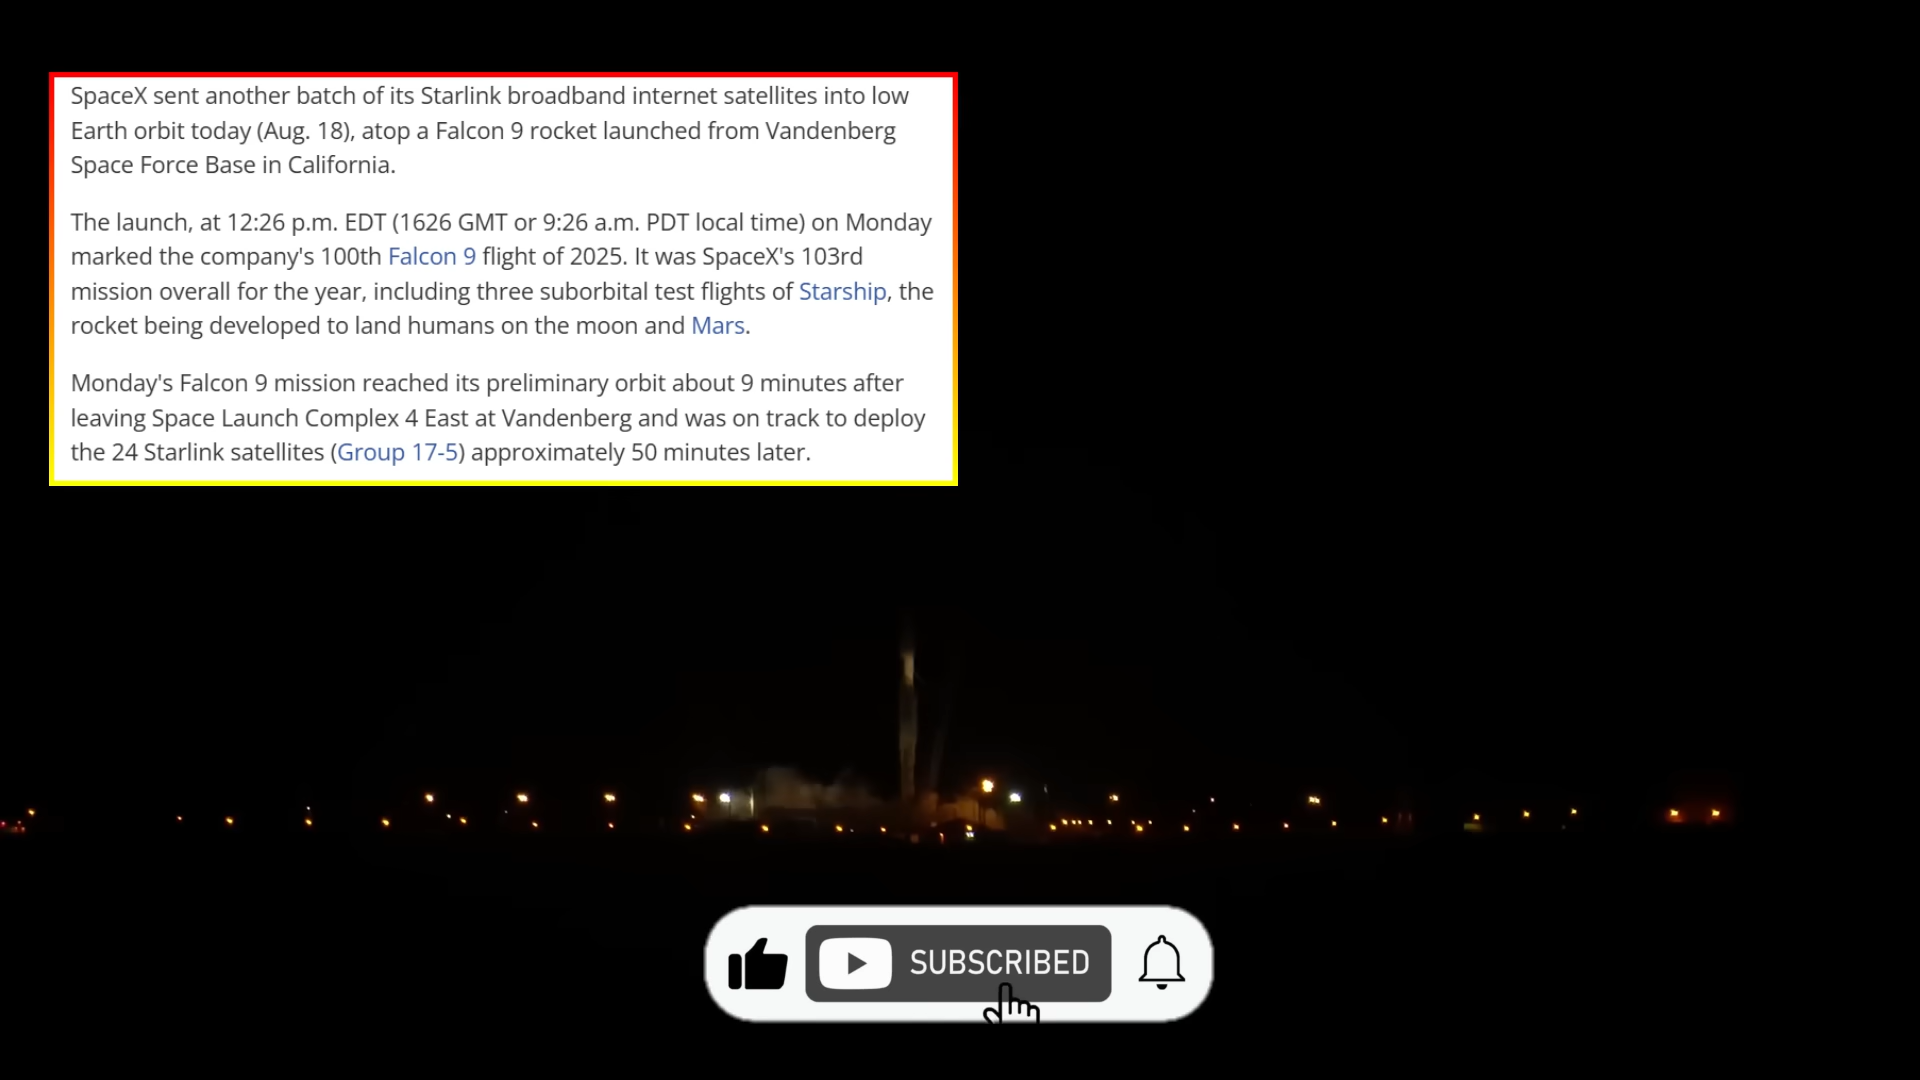 SpaceX sent another batch of its Starlink broadband internet satellites into low
Earth orbit today (Aug. 18), atop a Falcon 9 rocket launched from Vandenberg
Space Force Base in California.
The launch, at 12:26 p.m. EDT (1626 GMT or 9:26 a.m. PDT local time) on Monday
marked the company's 100th Falcon 9 flight of 2025. It was SpaceX's 103rd
mission overall for the year, including three suborbital test flights of Starship, the
rocket being developed to land humans on the moon and Mars.
Monday's Falcon 9 mission reached its preliminary orbit about 9 minutes after
leaving Space Launch Complex 4 East at Vandenberg and was on track to deploy
the 24 Starlink satellites (Group 17-5) approximately 50 minutes later.
SUBSCRIBED